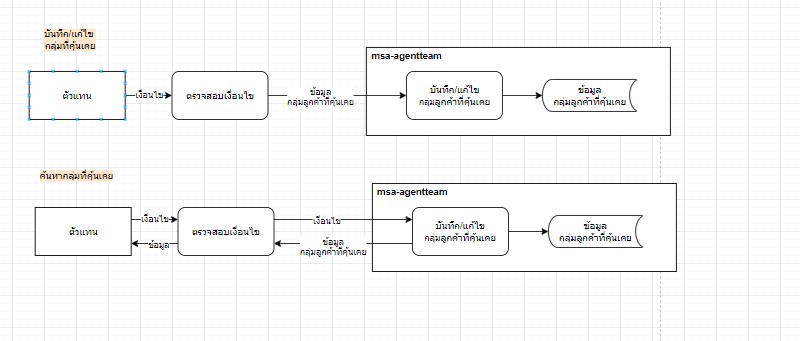 บันทึก/แก้ไข
กลุ่มที่คุ้นเคย
msa-agentteam
ตัวแทน
เงื่อนไข
ตรวจสอบเงื่อนไข
ข้อมูล
กลุ่มลูกค้าที่คุ้นเคย
บันทึก/แก้ไข
กลุ่มลูกค้าที่คุ้นเคย
ข้อมูล
กลุ่มลูกค้าที่คุ้นเคย
ค้นหากลุ่มที่คุ้นเคย
msa-agentteam
ตัวแทน
เงื่อนไข
ข้อมูล
ตรวจสอบเงื่อนไข
เงื่อนไข
ข้อมูล
กลุ่มลูกค้าที่คุ้นเคย
บันทึก/แก้ไข
กลุ่มลูกค้าที่คุ้นเคย
ข้อมูล
กลุ่มลูกค้าที่คุ้นเคย